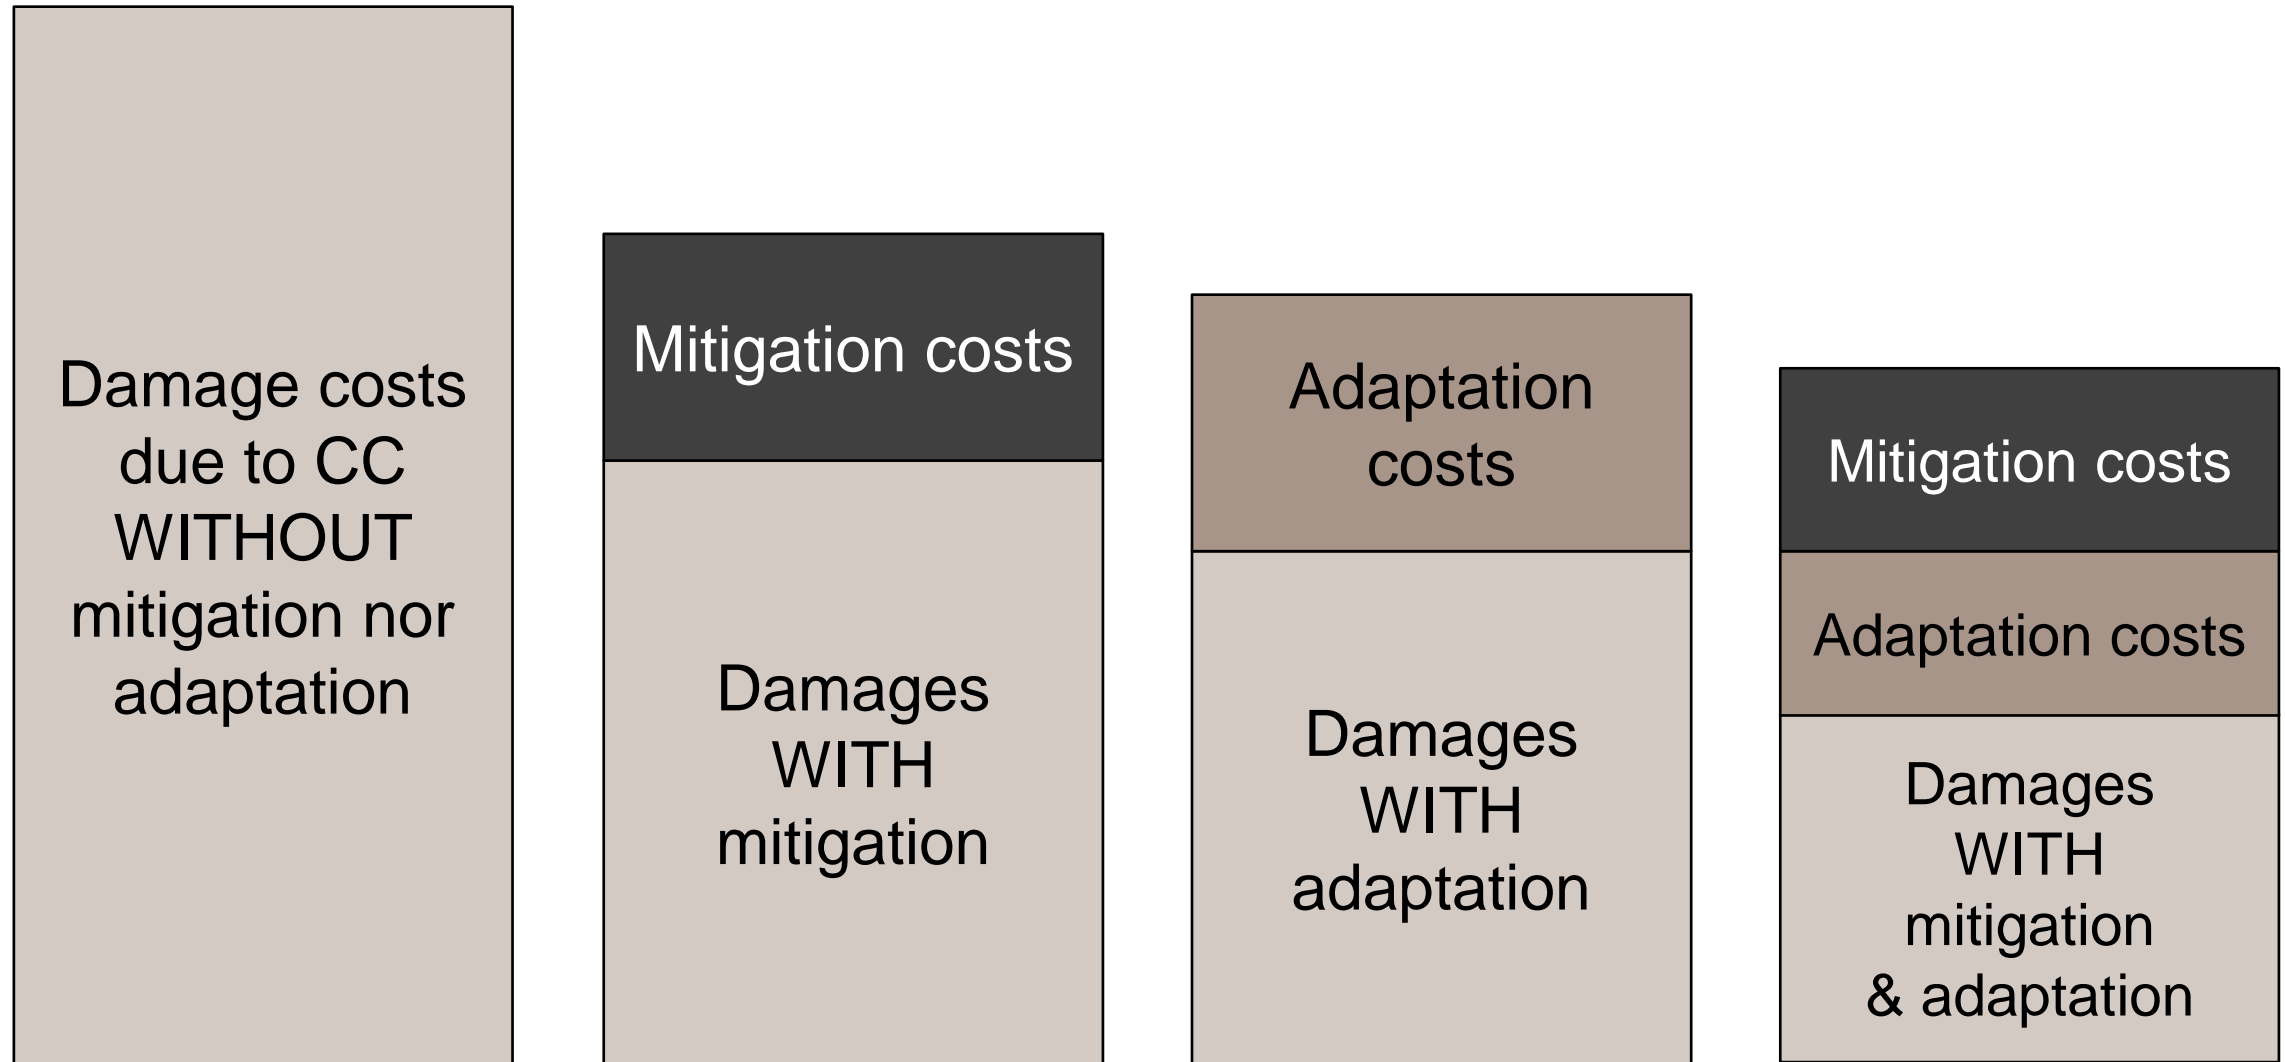 Damage costs
due to CC
WITHOUT
mitigation nor
adaptation
Mitigation costs
Damages
WITH
mitigation
Adaptation
costs
Damages
WITH
adaptation
Mitigation costs
Adaptation costs
Damages
WITH
mitigation
& adaptation